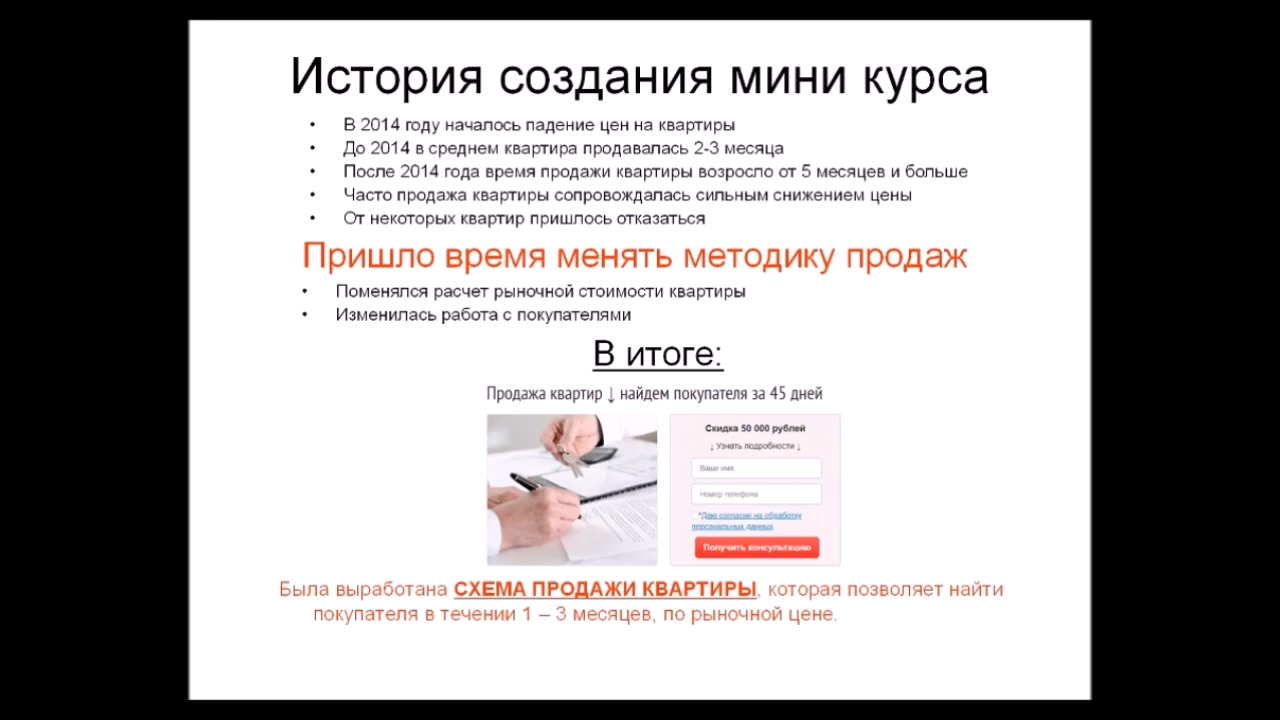 История создания мини курса
• В 2014 году началось падение цен на квартиры
• До 2014 в среднем квартира продавалась 2-3 месяца
• После 2014 года время продажи квартиры возросло от 5 месяцев и больше
• Часто продажа квартиры сопровождалась сильным снижением цены
• От некоторых квартир пришлось отказаться
Пришло время менять методику продаж
• Поменялся расчет рыночной стоимости квартиры
• Изменилась работа с покупателями
В итоге:
Продажа квартир ↓ найдем покупателя за 45 дней
Скидка 50 000 рублей
↓ Узнать подробности ↓
Ваше имя
Номер телефона
*Даю согласие на обработку
персональных данных
Получить консультацию
Была выработана СХЕМА ПРОДАЖИ КВАРТИРЫ, которая позволяет найти
покупателя в течении 1 – 3 месяцев, по рыночной цене.